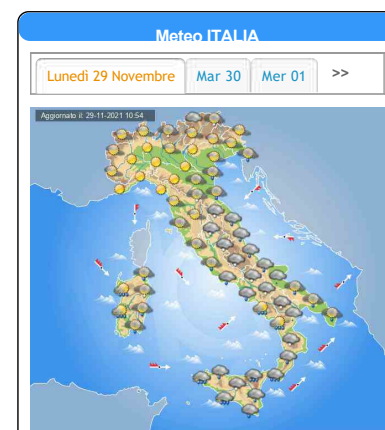 Meteo ITALIA
Lunedì 29 Novembre Mar 30 Mer 01 >>
Aggiornato il: 29-11-2021 10:54